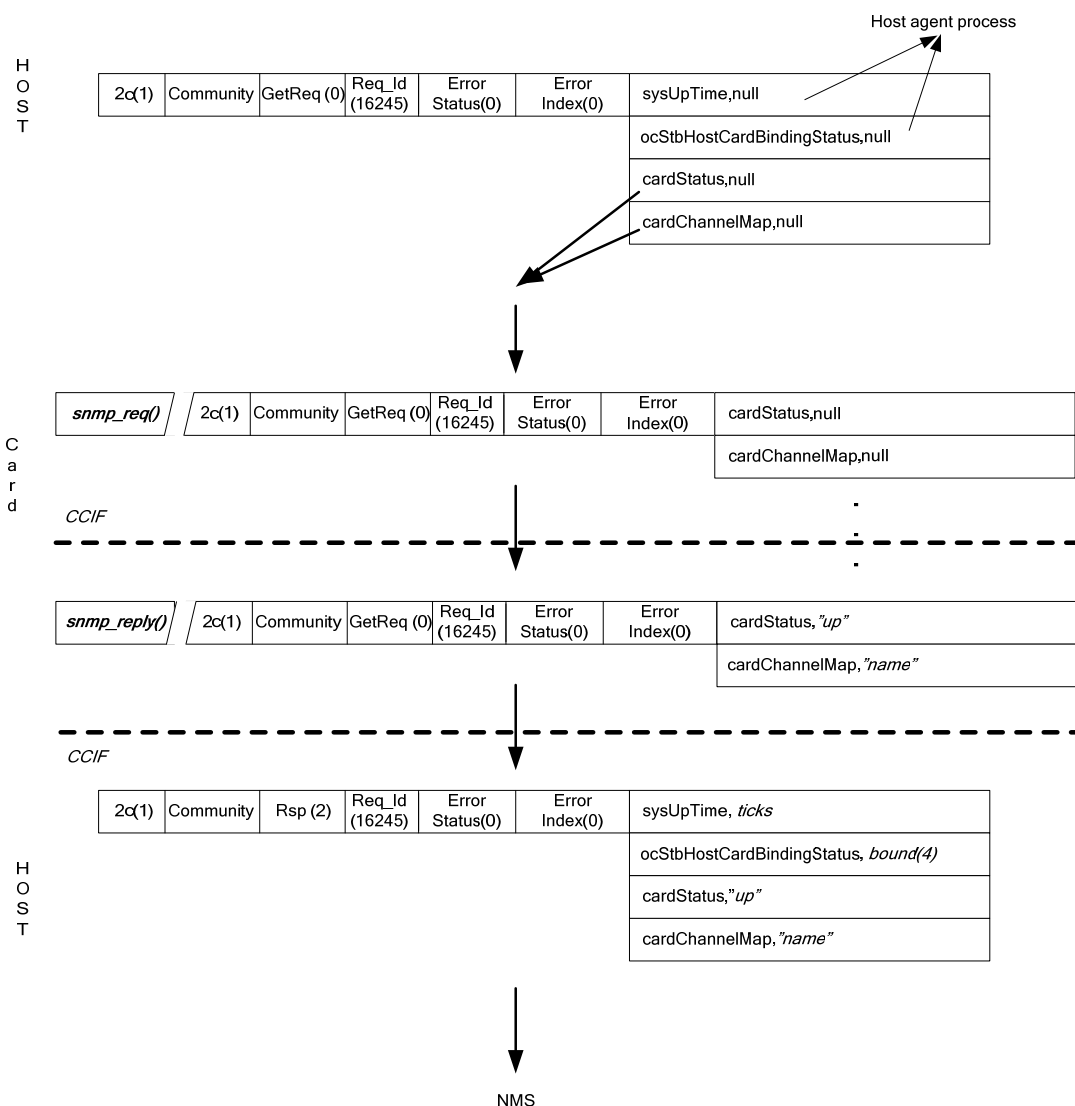 Host agent process
H
O
S
T
2c(1) Community GetReq (0) Req_Id (16245) Error Status(0) Error Index(0) sysUpTime,null
ocStbHostCardBindingStatus,null
cardStatus,null
cardChannelMap,null
C
a
r
d
snmp_req() 2c(1) Community GetReq (0) Req_Id (16245) Error Status(0) Error Index(0) cardStatus,null
cardChannelMap,null
CCIF
snmp_reply() 2c(1) Community GetReq (0) Req_Id (16245) Error Status(0) Error Index(0) cardStatus,"up"
cardChannelMap,"name"
CCIF
H
O
S
T
2c(1) Community Rsp (2) Req_Id (16245) Error Status(0) Error Index(0) sysUpTime, ticks
ocStbHostCardBindingStatus, bound(4)
cardStatus,"up"
cardChannelMap,"name"
NMS